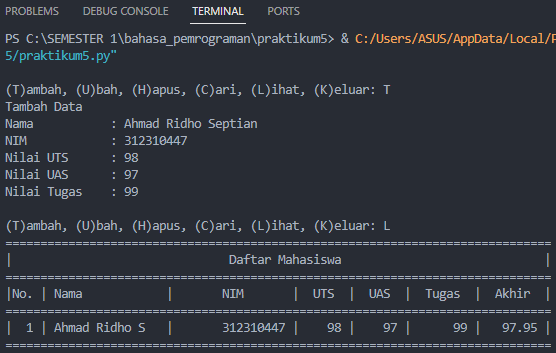 PROBLEMS DEBUG CONSOLE TERMINAL PORTS
PS C:\SEMESTER 1\bahasa_pemrograman\praktikum5> & C:/Users/ASUS/AppData/Local/
5/praktikum5.py"
(T)ambah, (U)bah, (H)apus, (C)ari, (L)ihat, (K)eluar: T
Tambah Data
Nama : Ahmad Ridho Septian
NIM : 312310447
Nilai UTS : 98
Nilai UAS : 97
Nilai Tugas : 99
(T)ambah, (U)bah, (H)apus, (C)ari, (L)ihat, (K)eluar: L
==============================================================================
| Daftar Mahasiswa |
==============================================================================
|No. | Nama | NIM | UTS | UAS | Tugas | Akhir |
==============================================================================
| 1 | Ahmad Ridho S | 312310447 | 98 | 97 | 99 | 97.95 |
==============================================================================